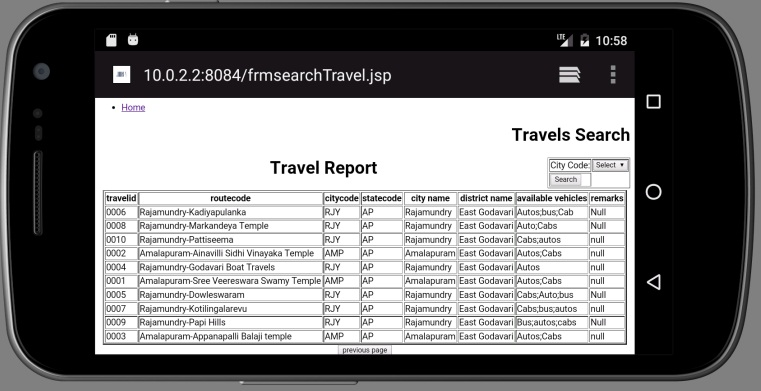 LTE 10:58
10.0.2.2:8084/frmsearchTravel.jsp
Home
Travels Search
City Code: Select
Search
Travel Report
travelid routecode citycode statecode city name district name available vehicles remarks
0006 Rajamundry-Kadiyapulanka RJY AP Rajamundry East Godavari Autos;bus;Cab Null
0008 Rajamundry-Markandeya Temple RJY AP Rajamundry East Godavari Auto;Cabs Null
0010 Rajamundry-Pattiseema RJY AP Rajamundry East Godavari Cabs;autos null
0002 Amalapuram-Ainavilli Sidhi Vinayaka Temple AMP AP Amalapuram East Godavari Autos;Cabs null
0004 Rajamundry-Godavari Boat Travels RJY AP Rajamundry East Godavari Autos null
0001 Amalapuram-Sree Veereswara Swamy Temple AMP AP Amalapuram East Godavari Autos;Cabs null
0005 Rajamundry-Dowleswaram RJY AP Rajamundry East Godavari Cabs;Auto;bus Null
0007 Rajamundry-Kotilingalarevu RJY AP Rajamundry East Godavari Cabs;bus;autos null
0009 Rajamundry-Papi Hills RJY AP Rajamundry East Godavari Bus;autos;cabs Null
0003 Amalapuram-Appanapalli Balaji temple AMP AP Amalapuram East Godavari Autos;Cabs null
previous page